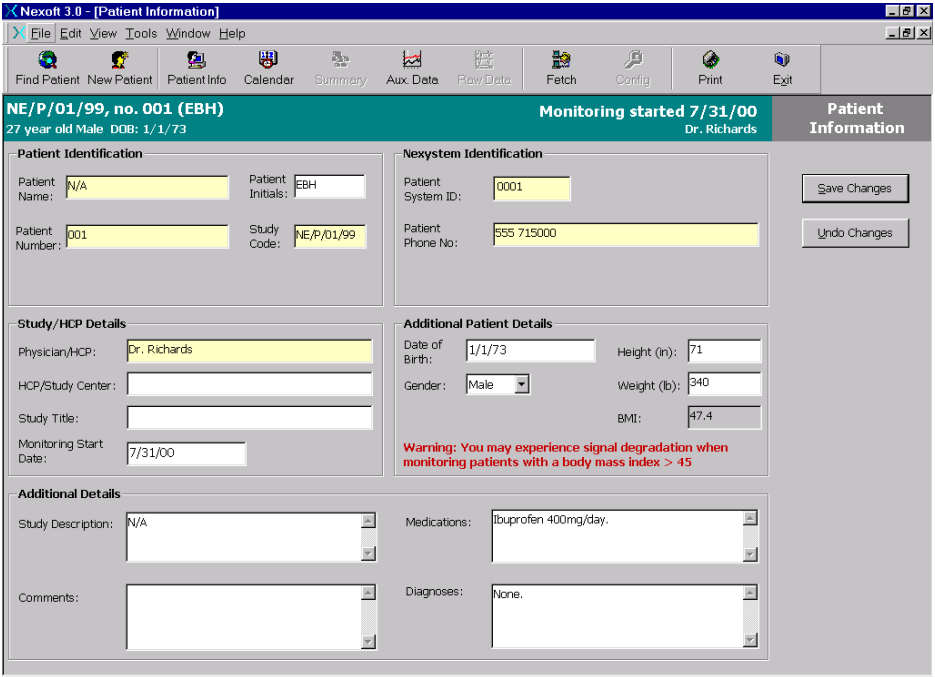 Nexoft 3.0 - [Patient Information]
File Edit View Tools Window Help
Find Patient New Patient Patient Info Calendar Summary Aux. Data Raw Data Fetch Config Print Exit
NE/P/01/99, no. 001 (EBH)
27 year old Male DOB: 1/1/73
Monitoring started 7/31/00
Dr. Richards
Patient
Information
Patient Identification
Patient
Name:
N/A
Patient
Initials:
EBH
Patient
Number:
001
Study
Code:
NE/P/01/99
Nexystem Identification
Patient
System ID:
0001
Patient
Phone No:
555 715000
Save Changes
Undo Changes
Study/HCP Details
Physician/HCP: Dr. Richards
HCP/Study Center:
Study Title:
Monitoring Start
Date:
7/31/00
Additional Patient Details
Date of
Birth:
1/1/73
Height (in): 71
Gender: Male
Weight (lb): 340
BMI: 47.4
Warning: You may experience signal degradation when
monitoring patients with a body mass index > 45
Additional Details
Study Description: N/A
Medications: Ibuprofen 400mg/day.
Comments:
Diagnoses: None.